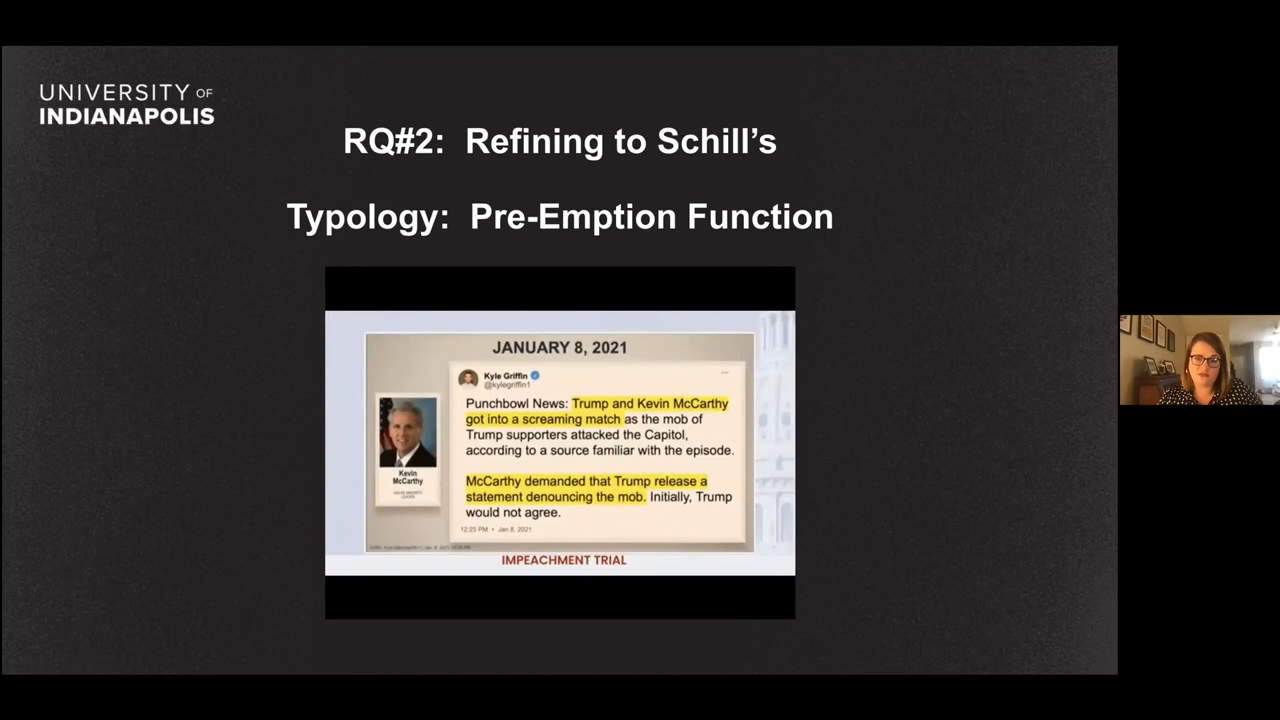 UNIVERSITY OF
INDIANAPOLIS
RQ#2: Refining to Schill’s
Typology: Pre-Emption Function
JANUARY 8, 2021
Kyle Griffin
@kylegriffin1
Punchbowl News: Trump and Kevin McCarthy
got into a screaming match as the mob of
Trump supporters attacked the Capitol,
according to a source familiar with the episode.
McCarthy demanded that Trump release a
statement denouncing the mob. Initially, Trump
would not agree.
12:25 PM • Jan 8, 2021
Kevin
McCarthy
HOUSE MINORITY
LEADER
IMPEACHMENT TRIAL